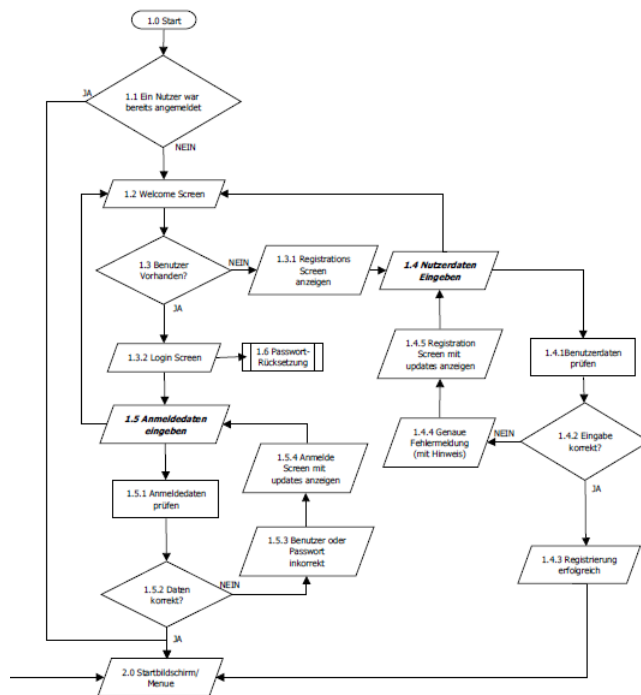 1.0 Start
JA
1.1 Ein Nutzer war
bereits angemeldet
NEIN
1.2 Welcome Screen
1.3 Benutzer
Vorhanden?
NEIN
1.3.1 Registrations
Screen
anzeigen
1.4 Nutzerdaten
Eingeben
JA
1.3.2 Login Screen
1.6 Passwort-
Rücksetzung
1.4.5 Registration
Screen mit
updates anzeigen
1.4.1Benutzerdaten
prüfen
1.5 Anmeldedaten
eingeben
1.4.4 Genaue
Fehlermeldung
(mit Hinweis)
NEIN
1.4.2 Eingabe
korrekt?
1.5.4 Anmelde
Screen mit
updates anzeigen
JA
1.5.1 Anmeldedaten
prüfen
1.5.3 Benutzer oder
Passwort
inkorrekt
1.4.3 Registrierung
erfolgreich
1.5.2 Daten
korrekt?
NEIN
JA
2.0 Startbildschirm/
Menue